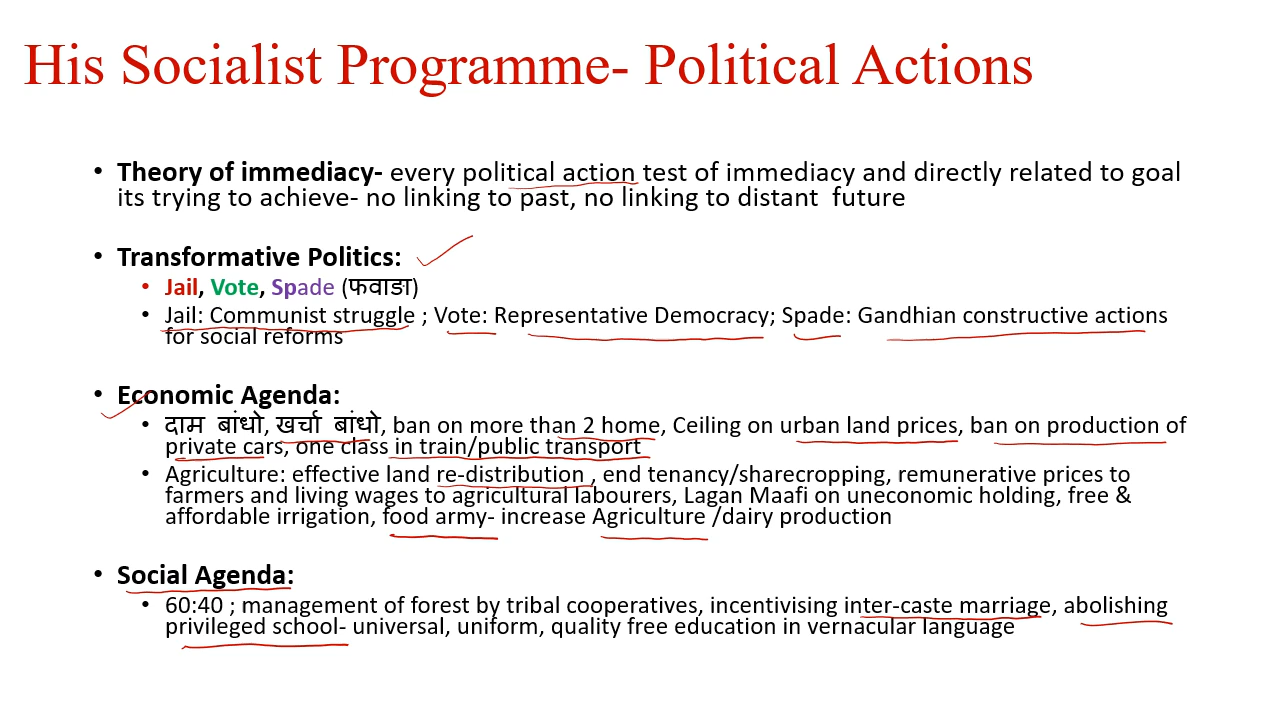 His Socialist Programme- Political Actions
• Theory of immediacy- every political action test of immediacy and directly related to goal
its trying to achieve- no linking to past, no linking to distant future
• Transformative Politics:
• Jail, Vote, Spade (फवाङा)
• Jail: Communist struggle ; Vote: Representative Democracy; Spade: Gandhian constructive actions
for social reforms
• Economic Agenda:
• दाम बांधो, खर्चा बांधो, ban on more than 2 home, Ceiling on urban land prices, ban on production of
private cars, one class in train/public transport
• Agriculture: effective land re-distribution , end tenancy/sharecropping, remunerative prices to
farmers and living wages to agricultural labourers, Lagan Maafi on uneconomic holding, free &
affordable irrigation, food army- increase Agriculture /dairy production
• Social Agenda:
• 60:40 ; management of forest by tribal cooperatives, incentivising inter-caste marriage, abolishing
privileged school- universal, uniform, quality free education in vernacular language